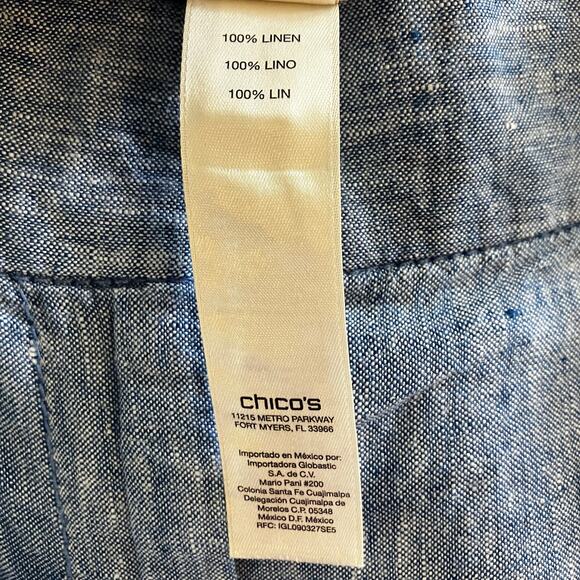 100% LINEN
100% LINO
100% LIN
chico's
11215 METRO PARKWAY
FORT MYERS, FL 33966
Importado en México por:
Importadora Globastic
S.A. de C.V.
Mario Pani #200
Colonia Santa Fe Cuajimalpa
Delegación Cuajimalpa de
Morelos C.P. 05348
México D.F. México
RFC: IGL090327SE5